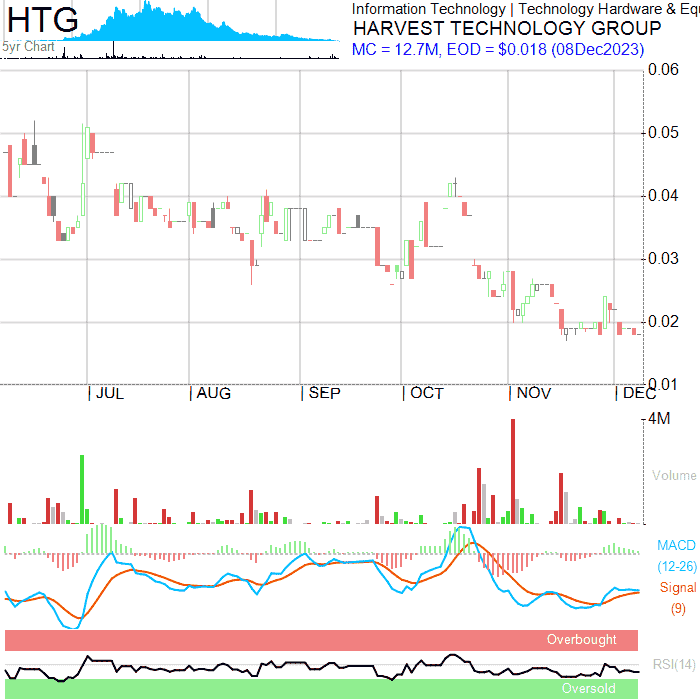 HTG
5yr Chart
Information Technology | Technology Hardware & Equ
HARVEST TECHNOLOGY GROUP
MC = 12.7M, EOD = $0.018 (08Dec2023)
0.06
0.05
0.04
0.03
0.02
0.01
JUL AUG SEP OCT NOV DEC
4M
Volume
MACD
(12-26)
Signal
(9)
Overbought
RSI(14)
Oversold